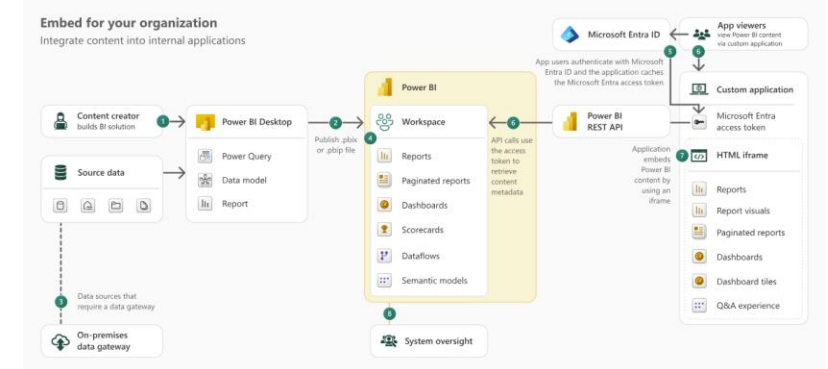 Embed for your organization
Integrate content into internal applications
Content creator
builds BI solution
1
Power BI Desktop
Power Query
Data model
Report
Source data
3
Data sources that
require a data gateway
On-premises
data gateway
2
Publish .pbix
or .pbip file
Power BI
4
Workspace
Reports
Paginated reports
Dashboards
Scorecards
Dataflows
Semantic models
8
System oversight
6
API calls use
the access
token to
retrieve
content
metadata
Power BI
REST API
Microsoft Entra ID
5
App users authenticate with Microsoft
Entra ID and the application caches
the Microsoft Entra access token
App viewers
view Power BI content
via custom application
6
Custom application
Microsoft Entra
access token
Application
embeds
Power BI
content by
using an
iframe
7
HTML iframe
Reports
Report visuals
Paginated reports
Dashboards
Dashboard tiles
Q&A experience